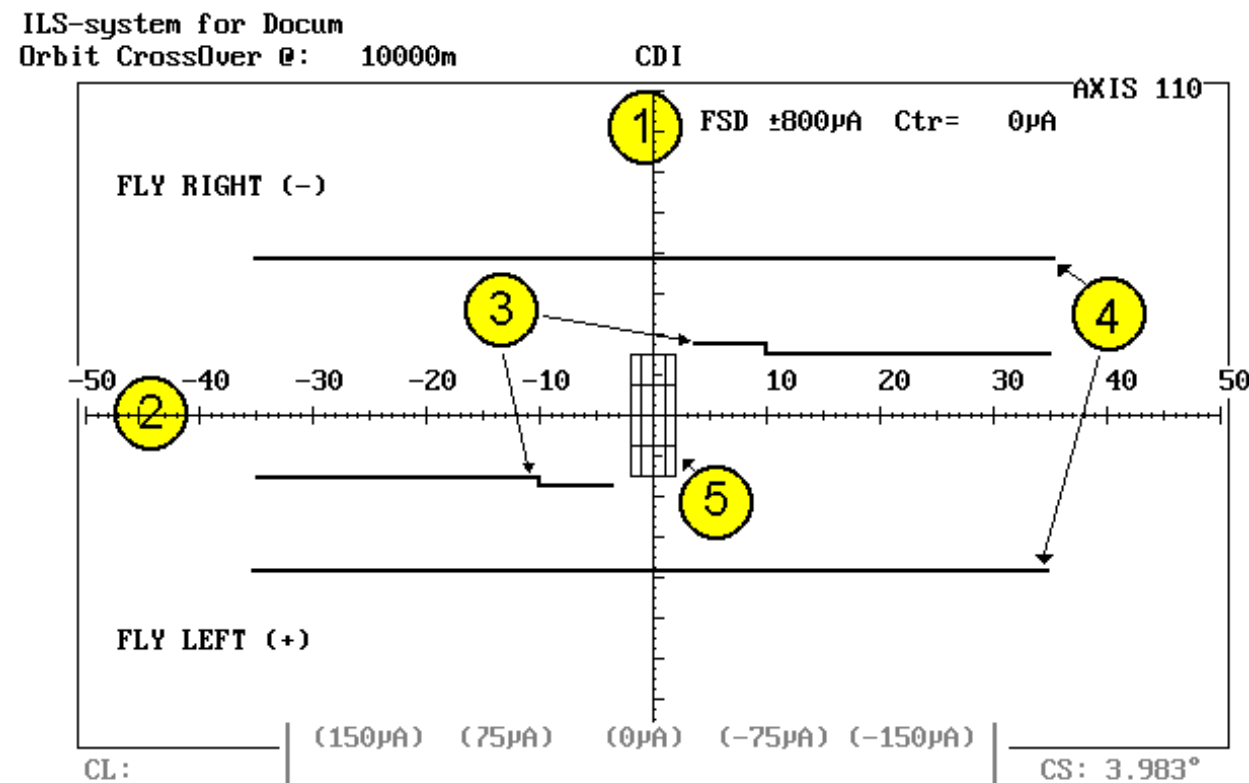 ILS-system for Docum
Orbit CrossOver @: 10000m CDI
AXIS 110
1 FSD ±800µA Ctr= 0µA
FLY RIGHT (-)
3 4
-50 -40 -30 -20 -10 10 20 30 40 50
2
5
FLY LEFT (+)
(150µA) (75µA) (0µA) (-75µA) (-150µA)
CL: CS: 3.983°